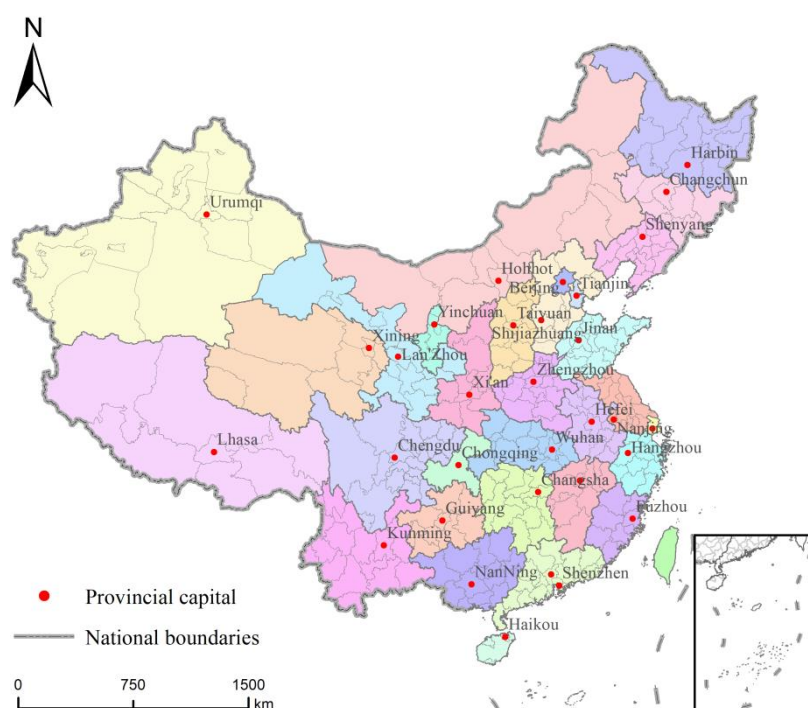 N
Harbin
Changchun
Urumqi
Shenyang
Hohhot
Beijing
Tianjin
Yinchuan
Taiyuan
Jinan
Shijiazhuang
Xining
Lan'Zhou
Zhengzhou
Xi'an
Hefei
Nanjing
Lhasa
Chengdu
Wuhan
Hangzhou
Chongqing
Changsha
Guiyang
Fuzhou
Kunming
NanNing
Shenzhen
Provincial capital
Haikou
National boundaries
0 750 1500
km